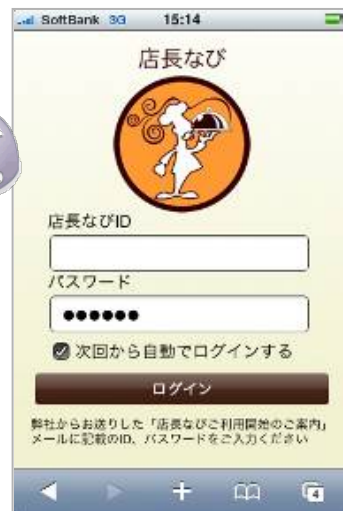 SoftBank 3G 15:14
店長なび
店長なびID
パスワード
●●●●●●
次回から自動でログインする
ログイン
弊社からお送りした「店長なびご利用開始のご案内」
メールに記載のID、パスワードをご入力ください
4